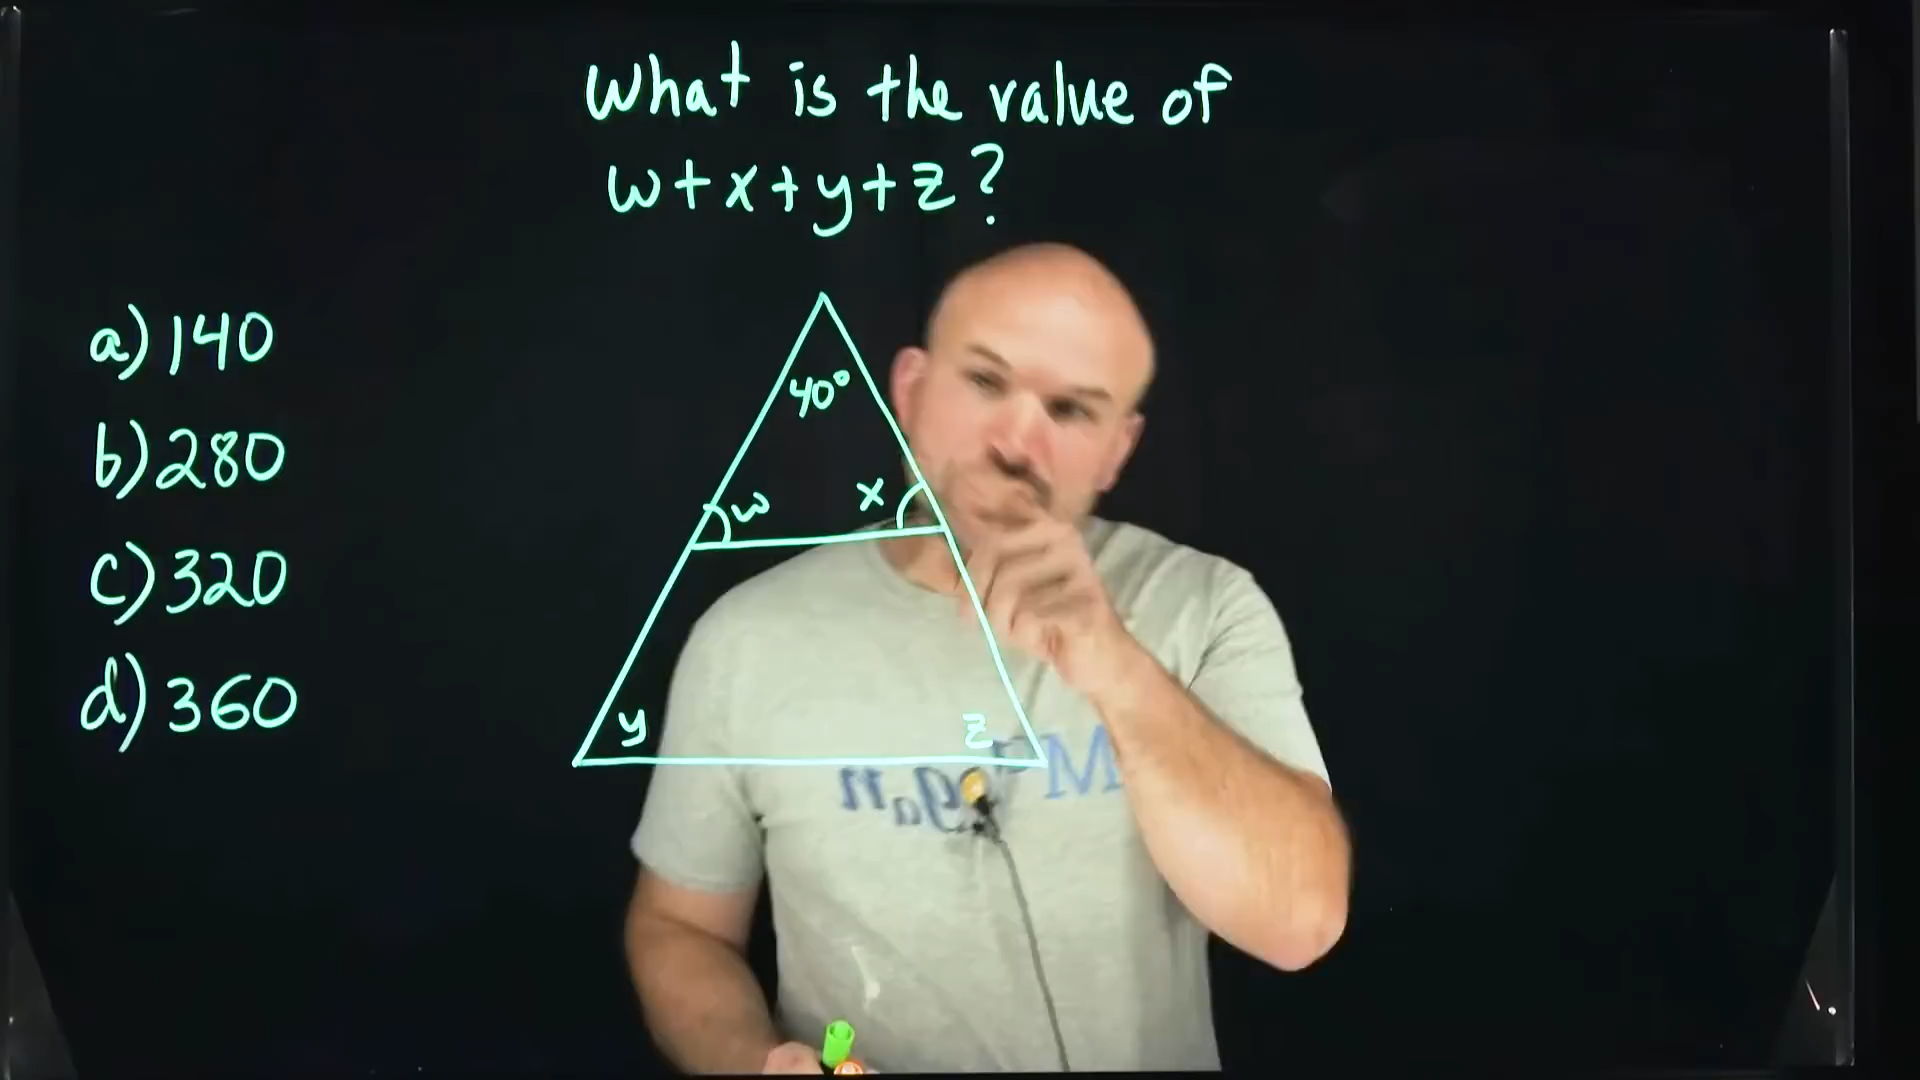 What is the value of
w+x+y+z?
a) 140
b) 280
c) 320
d) 360
40°
w
x
y
z